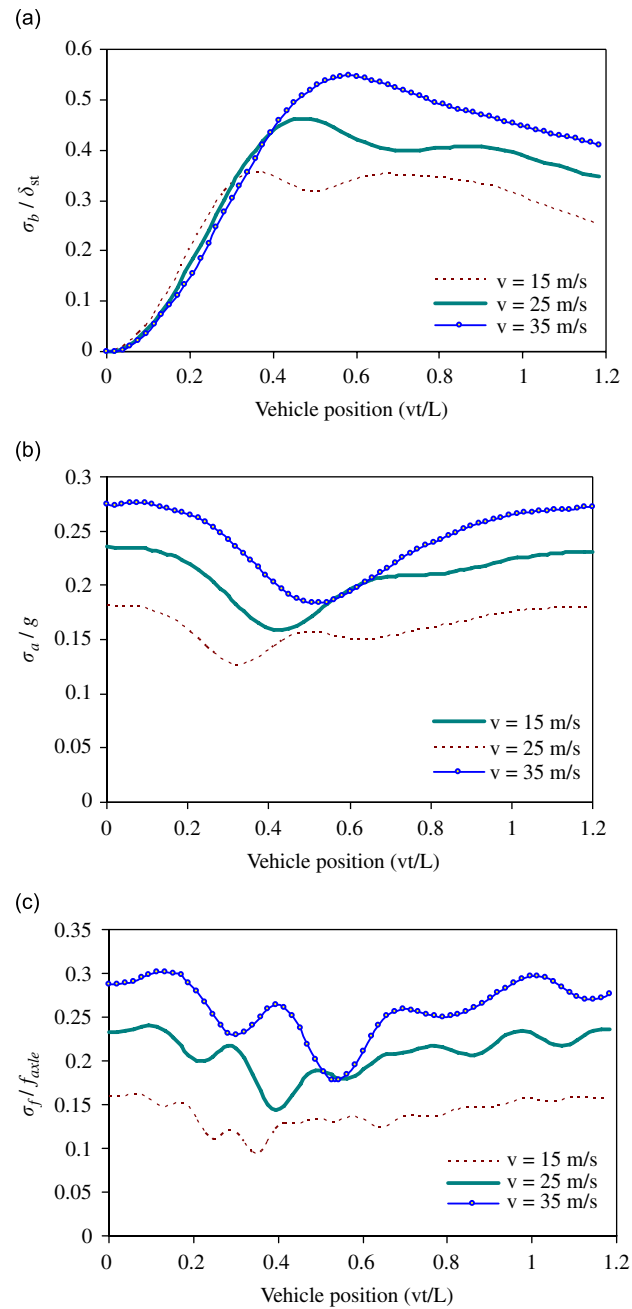 (a)
0.6
0.5
0.4
0.3
0.2
0.1
0
σb / δst
v = 15 m/s
v = 25 m/s
v = 35 m/s
0 0.2 0.4 0.6 0.8 1 1.2
Vehicle position (vt/L)
(b)
0.3
0.25
0.2
0.15
0.1
0.05
0
σa / g
v = 15 m/s
v = 25 m/s
v = 35 m/s
0 0.2 0.4 0.6 0.8 1 1.2
Vehicle position (vt/L)
(c)
0.35
0.3
0.25
0.2
0.15
0.1
0.05
0
σf / faxle
v = 15 m/s
v = 25 m/s
v = 35 m/s
0 0.2 0.4 0.6 0.8 1 1.2
Vehicle position (vt/L)